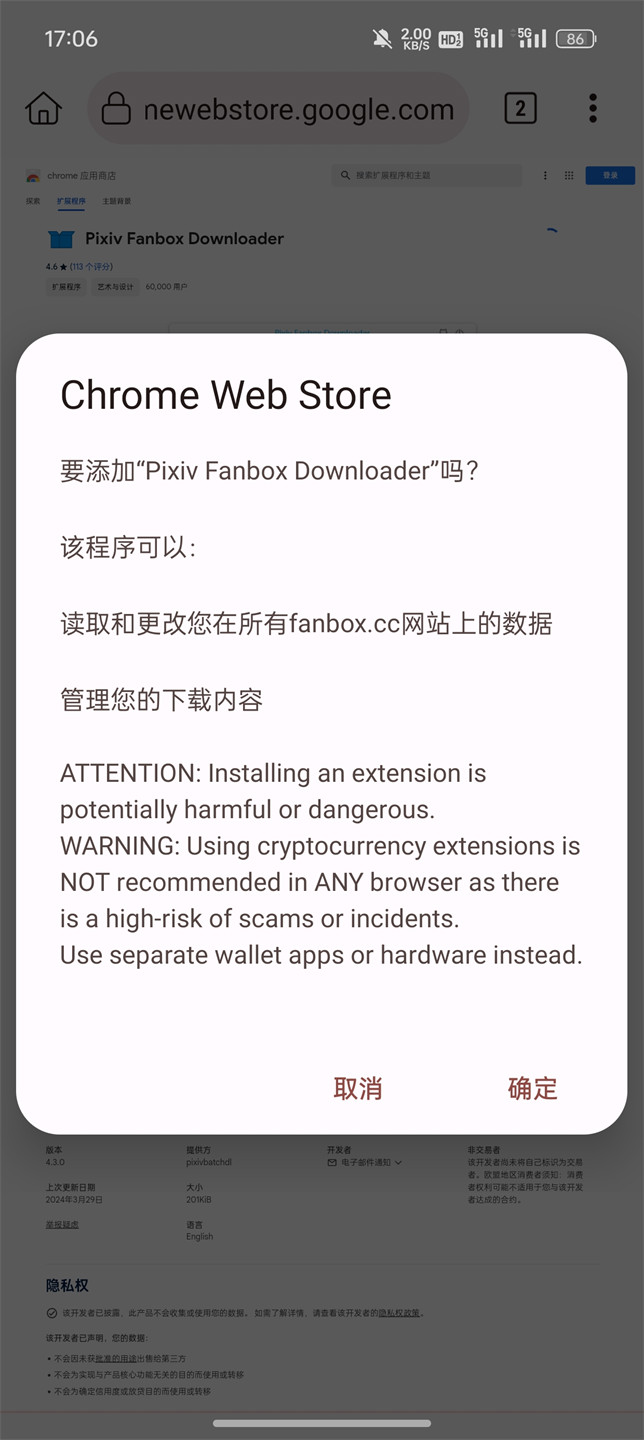 17:06
2.00
KB/S
HD
5G
5G
86
newebstore.google.com
2
chrome 应用商店
搜索扩展程序和主题
登录
探索
扩展程序
主题背景
Pixiv Fanbox Downloader
4.6 ★ (113 个评分)
扩展程序
艺术与设计
60,000 用户
Pixiv Fanbox Downloader
Chrome Web Store
要添加“Pixiv Fanbox Downloader”吗?
该程序可以:
读取和更改您在所有fanbox.cc网站上的数据
管理您的下载内容
ATTENTION: Installing an extension is
potentially harmful or dangerous.
WARNING: Using cryptocurrency extensions is
NOT recommended in ANY browser as there
is a high-risk of scams or incidents.
Use separate wallet apps or hardware instead.
取消
确定
版本
4.3.0
提供方
pixivbatchdl
开发者
电子邮件通知
非交易者
该开发者尚未将自己标识为交易
者。欧盟地区消费者须知：消费
者权利可能不适用于您与该开发
者达成的合约。
上次更新日期
2024年3月29日
大小
201KiB
举报疑虑
语言
English
隐私权
该开发者已披露，此产品不会收集或使用您的数据。 如需了解详情，请查看该开发者的隐私权政策。
该开发者已声明，您的数据:
• 不会因未获批准的用途出售给第三方
• 不会为实现与产品核心功能无关的目的而使用或转移
• 不会为确定信用度或放贷目的而使用或转移